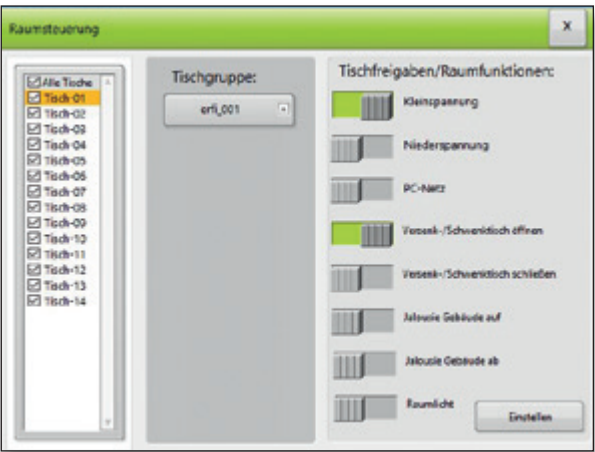 Raumsteuerung
x
Alle Tische
Tisch-01
Tisch-02
Tisch-03
Tisch-04
Tisch-05
Tisch-06
Tisch-07
Tisch-08
Tisch-09
Tisch-10
Tisch-11
Tisch-12
Tisch-13
Tisch-14
Tischgruppe:
erfi_001
Tischfreigaben/Raumfunktionen:
Kleinspannung
Niederspannung
PC-Netz
Versenk-/Schwenktisch öffnen
Versenk-/Schwenktisch schließen
Jalousie Gebäude auf
Jalousie Gebäude ab
Raumlicht
Einstellen